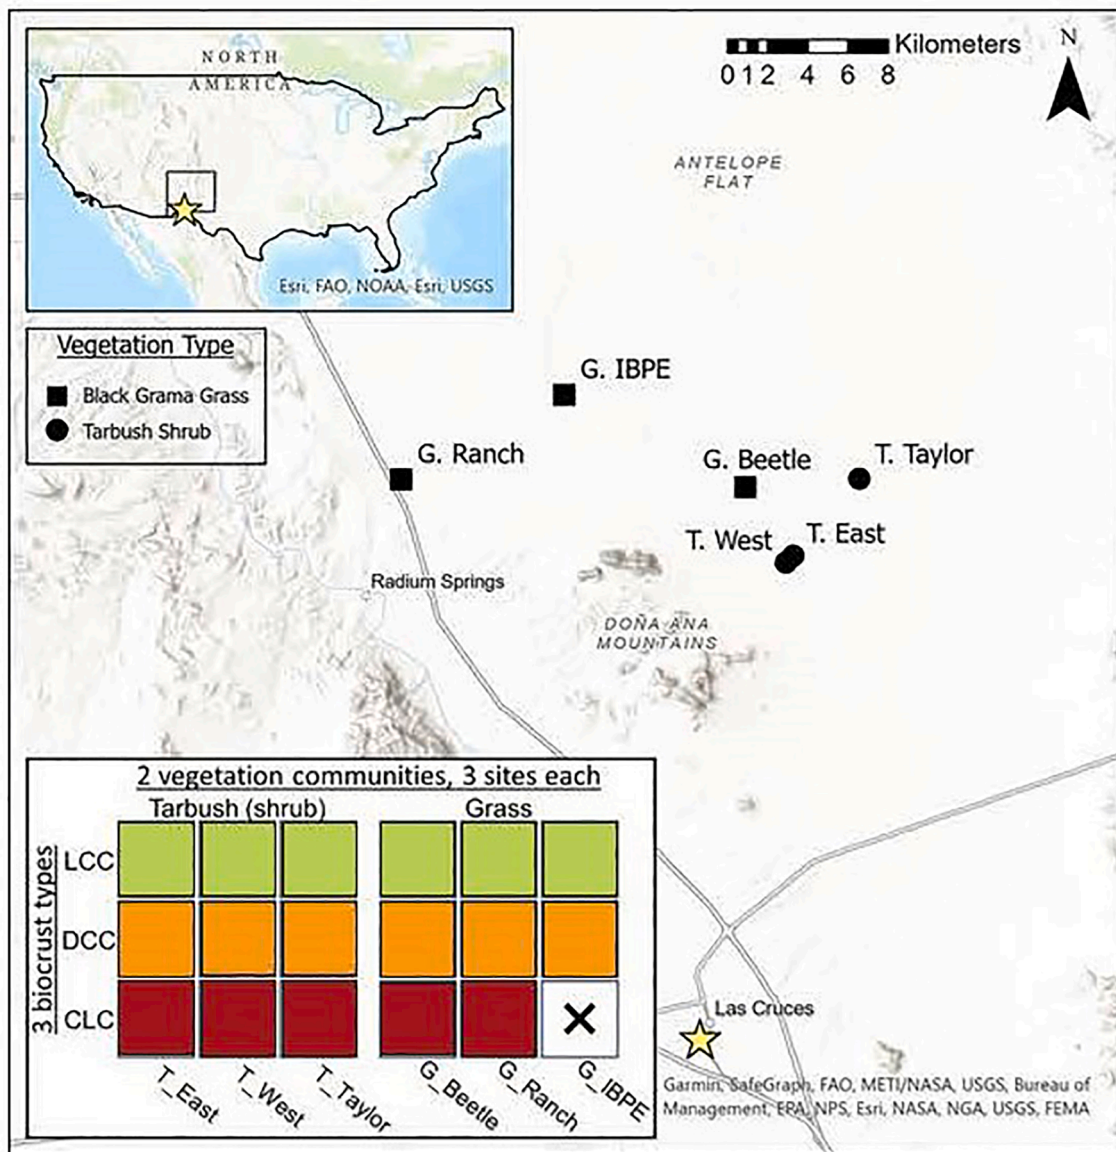 NORTH
AMERICA
Esri, FAO, NOAA, Esri, USGS
Kilometers
0 1 2 4 6 8
N
ANTELOPE
FLAT
Vegetation Type
Black Grama Grass
Tarbush Shrub
G. IBPE
G. Ranch
G. Beetle
T. Taylor
T. West
T. East
Radium Springs
DOÑA ANA
MOUNTAINS
2 vegetation communities, 3 sites each
Tarbush (shrub)
Grass
3 biocrust types
LCC
DCC
CLC
T_East
T_West
T_Taylor
G_Beetle
G_Ranch
G_IBPE
Las Cruces
Garmin, SafeGraph, FAO, METI/NASA, USGS, Bureau of
Management, EPA, NPS, Esri, NASA, NGA, USGS, FEMA